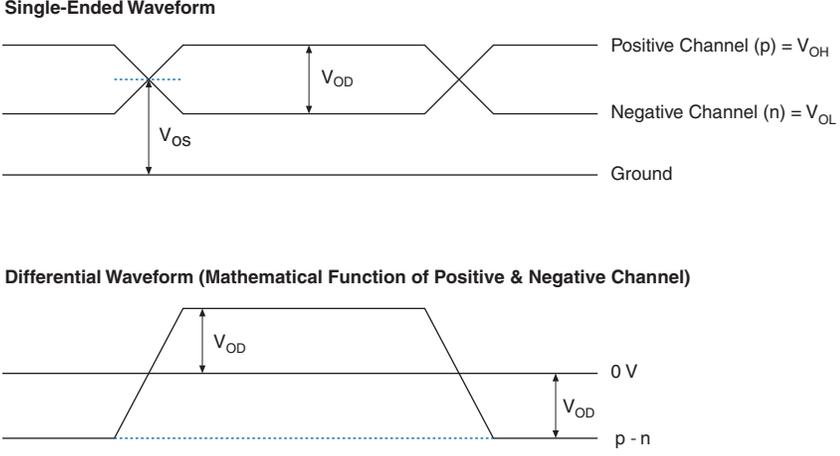 Single-Ended Waveform
Positive Channel (p) = VOH
VOD
Negative Channel (n) = VOL
VOS
Ground
Differential Waveform (Mathematical Function of Positive & Negative Channel)
VOD
0 V
VOD
p - n